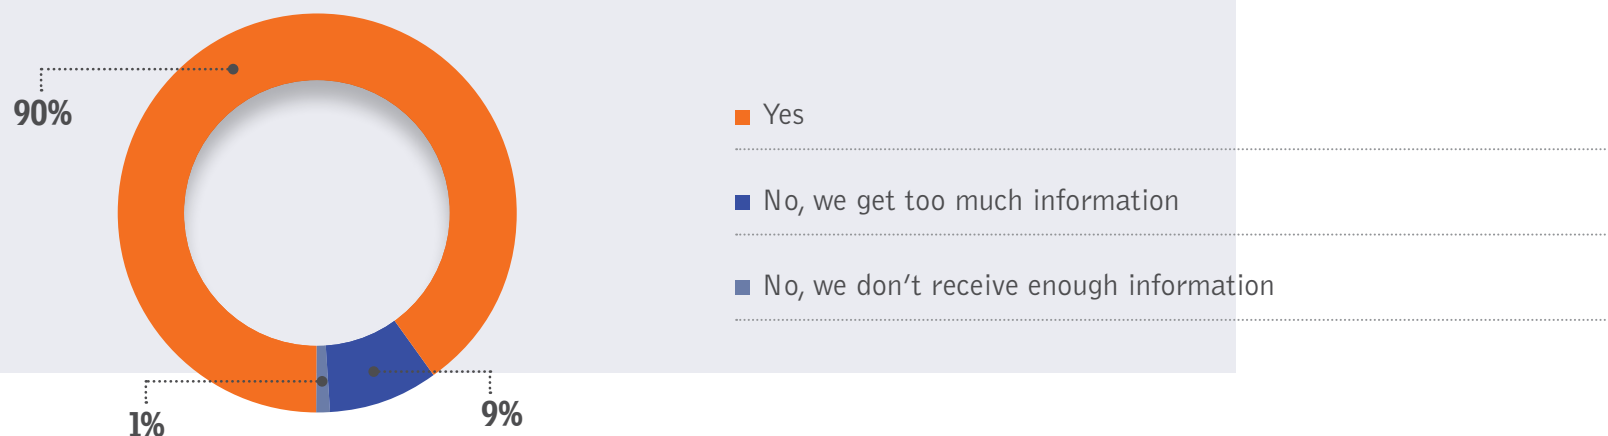 90%
Yes
No, we get too much information
No, we don’t receive enough information
1%
9%